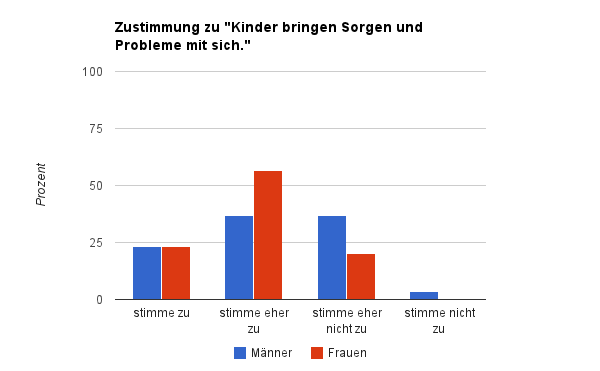 Zustimmung zu "Kinder bringen Sorgen und
Probleme mit sich."
100
75
50
25
0
Prozent
stimme zu
stimme eher
zu
stimme eher
nicht zu
stimme nicht
zu
Männer
Frauen